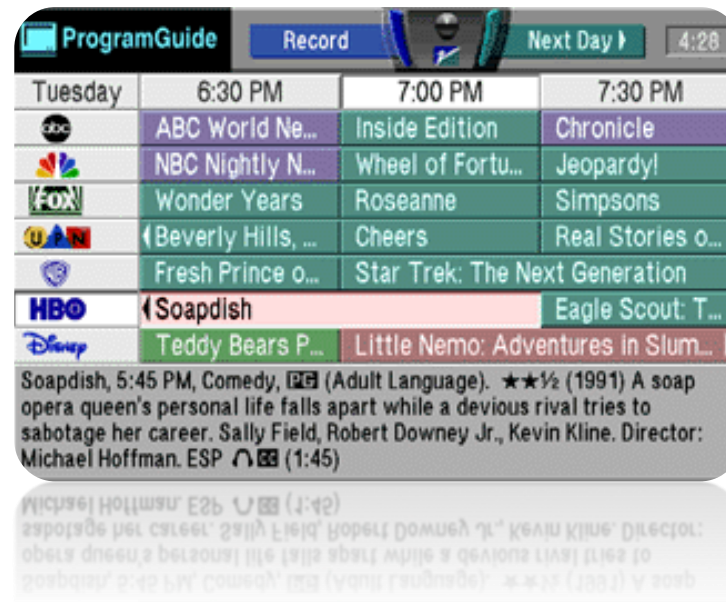 ProgramGuide Record Next Day 4:28
Tuesday 6:30 PM 7:00 PM 7:30 PM
abc ABC World Ne... Inside Edition Chronicle
NBC Nightly N... Wheel of Fortu... Jeopardy!
FOX Wonder Years Roseanne Simpsons
UPN Beverly Hills, ... Cheers Real Stories o...
WB Fresh Prince o... Star Trek: The Next Generation
HBO Soapdish Eagle Scout: T...
Disney Teddy Bears P... Little Nemo: Adventures in Slum...
Soapdish, 5:45 PM, Comedy, PG (Adult Language). ★★½ (1991) A soap
opera queen's personal life falls apart while a devious rival tries to
sabotage her career. Sally Field, Robert Downey Jr., Kevin Kline. Director:
Michael Hoffman. ESP CC (1:45)